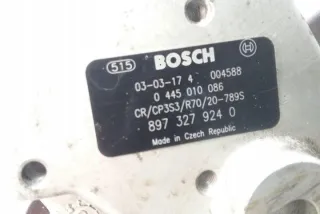 515 BOSCH
03-03-17 4 004588
0 445 010 086
CR/CP3S3/R70/20-789S
897 327 924 0
Made in Czech Republic